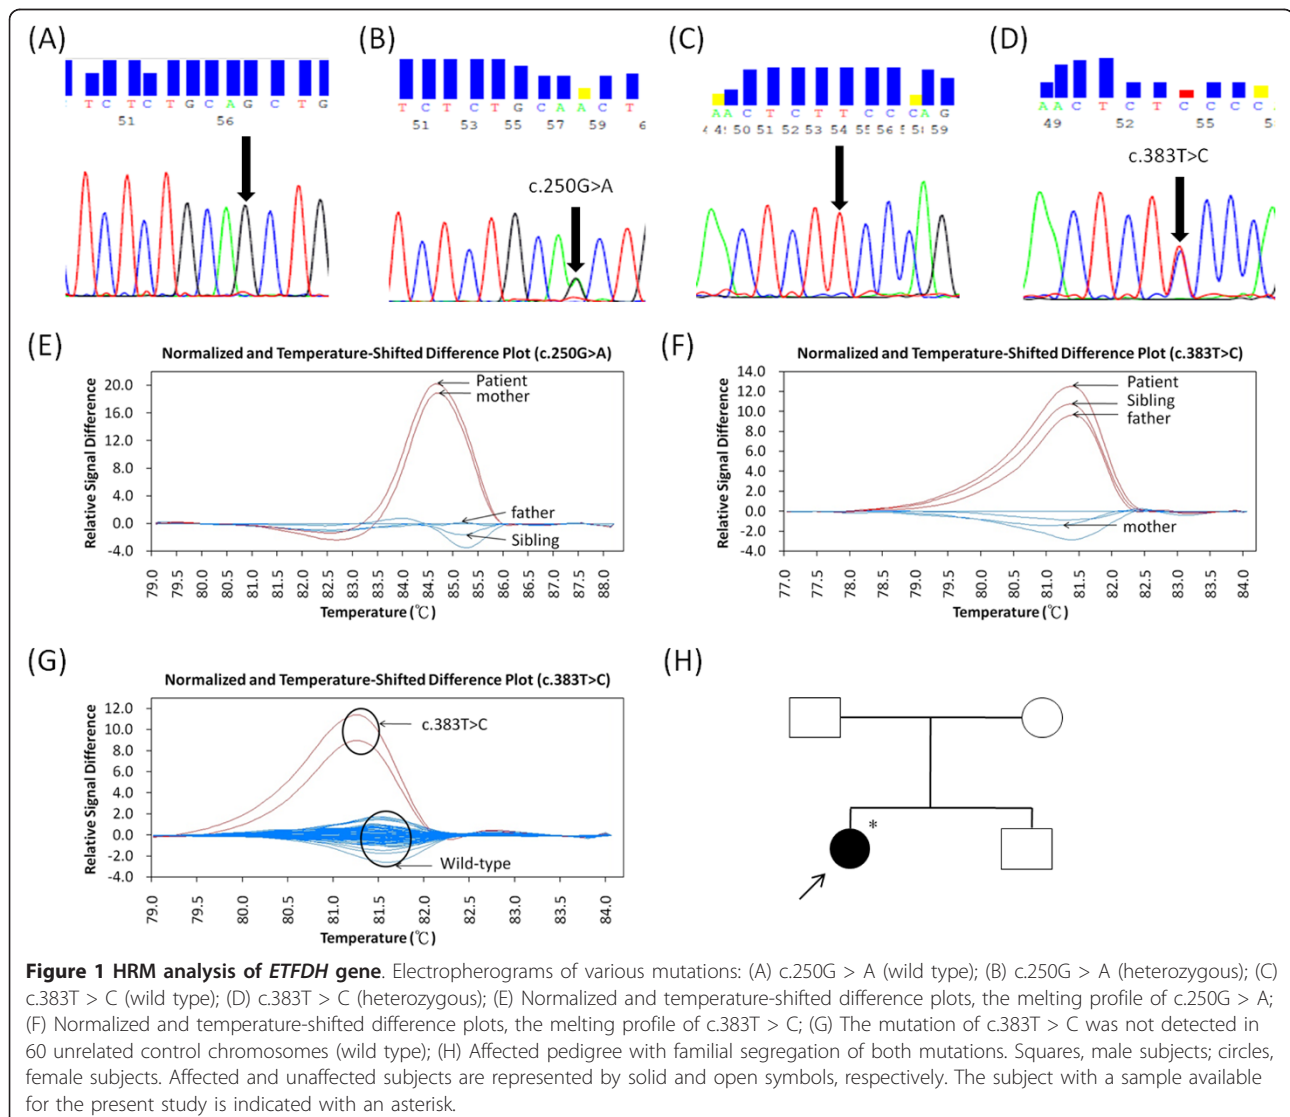 (A)
(B)
(C)
(D)
T C T C T G C A G C T G
51 56
T C T C T G C A A C T
51 53 55 57 59 6
A A C T C T T C C C A G
4 49 50 51 52 53 54 55 56 5 58 59
A A C T C T C C C C
49 52 55 5
c.250G>A
c.383T>C
(E)
Normalized and Temperature-Shifted Difference Plot (c.250G>A)
Relative Signal Difference
20.0
16.0
12.0
8.0
4.0
0.0
-4.0
Patient
mother
father
Sibling
79.0 79.5 80.0 80.5 81.0 81.5 82.0 82.5 83.0 83.5 84.0 84.5 85.0 85.5 86.0 86.5 87.0 87.5 88.0
Temperature (℃)
(F)
Normalized and Temperature-Shifted Difference Plot (c.383T>C)
Relative Signal Difference
14.0
12.0
10.0
8.0
6.0
4.0
2.0
0.0
-2.0
-4.0
Patient
Sibling
father
mother
77.0 77.5 78.0 78.5 79.0 79.5 80.0 80.5 81.0 81.5 82.0 82.5 83.0 83.5 84.0
Temperature (℃)
(G)
Normalized and Temperature-Shifted Difference Plot (c.383T>C)
Relative Signal Difference
12.0
10.0
8.0
6.0
4.0
2.0
0.0
-2.0
-4.0
c.383T>C
Wild-type
79.0 79.5 80.0 80.5 81.0 81.5 82.0 82.5 83.0 83.5 84.0
Temperature (℃)
(H)
*
Figure 1 HRM analysis of ETFDH gene. Electropherograms of various mutations: (A) c.250G > A (wild type); (B) c.250G > A (heterozygous); (C)
c.383T > C (wild type); (D) c.383T > C (heterozygous); (E) Normalized and temperature-shifted difference plots, the melting profile of c.250G > A;
(F) Normalized and temperature-shifted difference plots, the melting profile of c.383T > C; (G) The mutation of c.383T > C was not detected in
60 unrelated control chromosomes (wild type); (H) Affected pedigree with familial segregation of both mutations. Squares, male subjects; circles,
female subjects. Affected and unaffected subjects are represented by solid and open symbols, respectively. The subject with a sample available
for the present study is indicated with an asterisk.